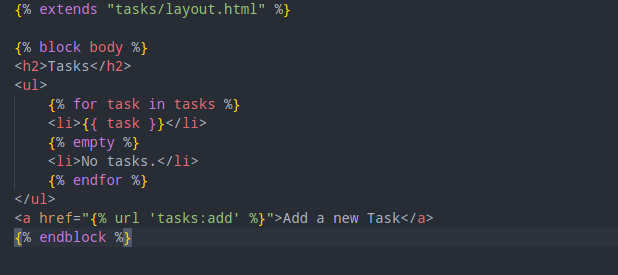 {% extends "tasks/layout.html" %}
{% block body %}
<h2>Tasks</h2>
<ul>
{% for task in tasks %}
<li>{{ task }}</li>
{% empty %}
<li>No tasks.</li>
{% endfor %}
</ul>
<a href="{% url 'tasks:add' %}">Add a new Task</a>
{% endblock %}